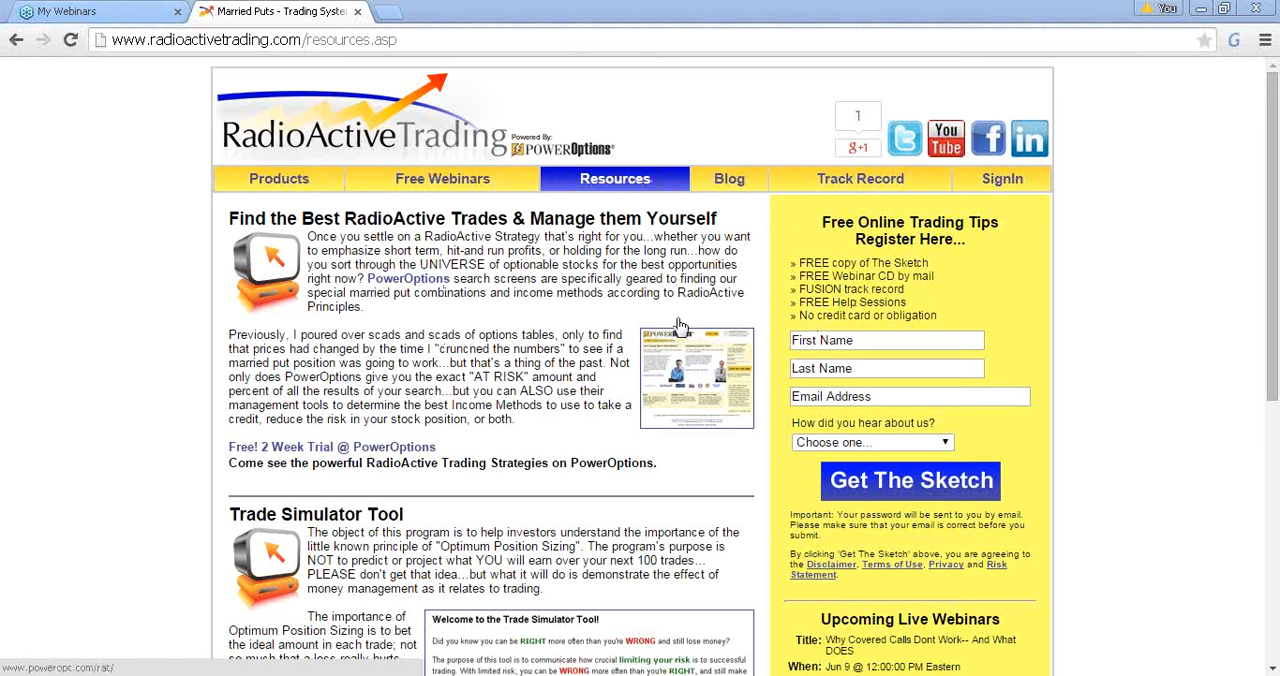 My Webinars
Married Puts - Trading Syste
You
www.radioactivetrading.com/resources.asp
RadioActiveTrading Powered By: POWEROptions®
1
g+1
You Tube
in
Products Free Webinars Resources Blog Track Record SignIn
Find the Best RadioActive Trades & Manage them Yourself
Once you settle on a RadioActive Strategy that's right for you...whether you want
to emphasize short term, hit-and run profits, or holding for the long run...how do
you sort through the UNIVERSE of optionable stocks for the best opportunities
right now? PowerOptions search screens are specifically geared to finding our
special married put combinations and income methods according to RadioActive
Principles.
Previously, I poured over scads and scads of options tables, only to find
that prices had changed by the time I "crunched the numbers" to see if a
married put position was going to work...but that's a thing of the past. Not
only does PowerOptions give you the exact "AT RISK" amount and
percent of all the results of your search...but you can ALSO use their
management tools to determine the best Income Methods to use to take a
credit, reduce the risk in your stock position, or both.
Free! 2 Week Trial @ PowerOptions
Come see the powerful RadioActive Trading Strategies on PowerOptions.
Trade Simulator Tool
The object of this program is to help investors understand the importance of the
little known principle of "Optimum Position Sizing". The program's purpose is
NOT to predict or project what YOU will earn over your next 100 trades...
PLEASE don't get that idea...but what it will do is demonstrate the effect of
money management as it relates to trading.
The importance of
Optimum Position Sizing is to bet
the ideal amount in each trade; not
so much that a loss really hurts
Welcome to the Trade Simulator Tool!
Did you know you can be RIGHT more often than you're WRONG and still lose money?
The purpose of this tool is to communicate how crucial limiting your risk is to successful
trading. With limited risk, you can be WRONG more often than you're RIGHT, and still make
Free Online Trading Tips
Register Here...
» FREE copy of The Sketch
» FREE Webinar CD by mail
» FUSION track record
» FREE Help Sessions
» No credit card or obligation
First Name
Last Name
Email Address
How did you hear about us?
Choose one...
Get The Sketch
Important: Your password will be sent to you by email.
Please make sure that your email is correct before you
submit.
By clicking 'Get The Sketch' above, you are agreeing to
the Disclaimer, Terms of Use, Privacy and Risk
Statement.
Upcoming Live Webinars
Title: Why Covered Calls Dont Work-- And What
DOES
When: Jun 9 @ 12:00:00 PM Eastern
www.poweropt.com/rat/